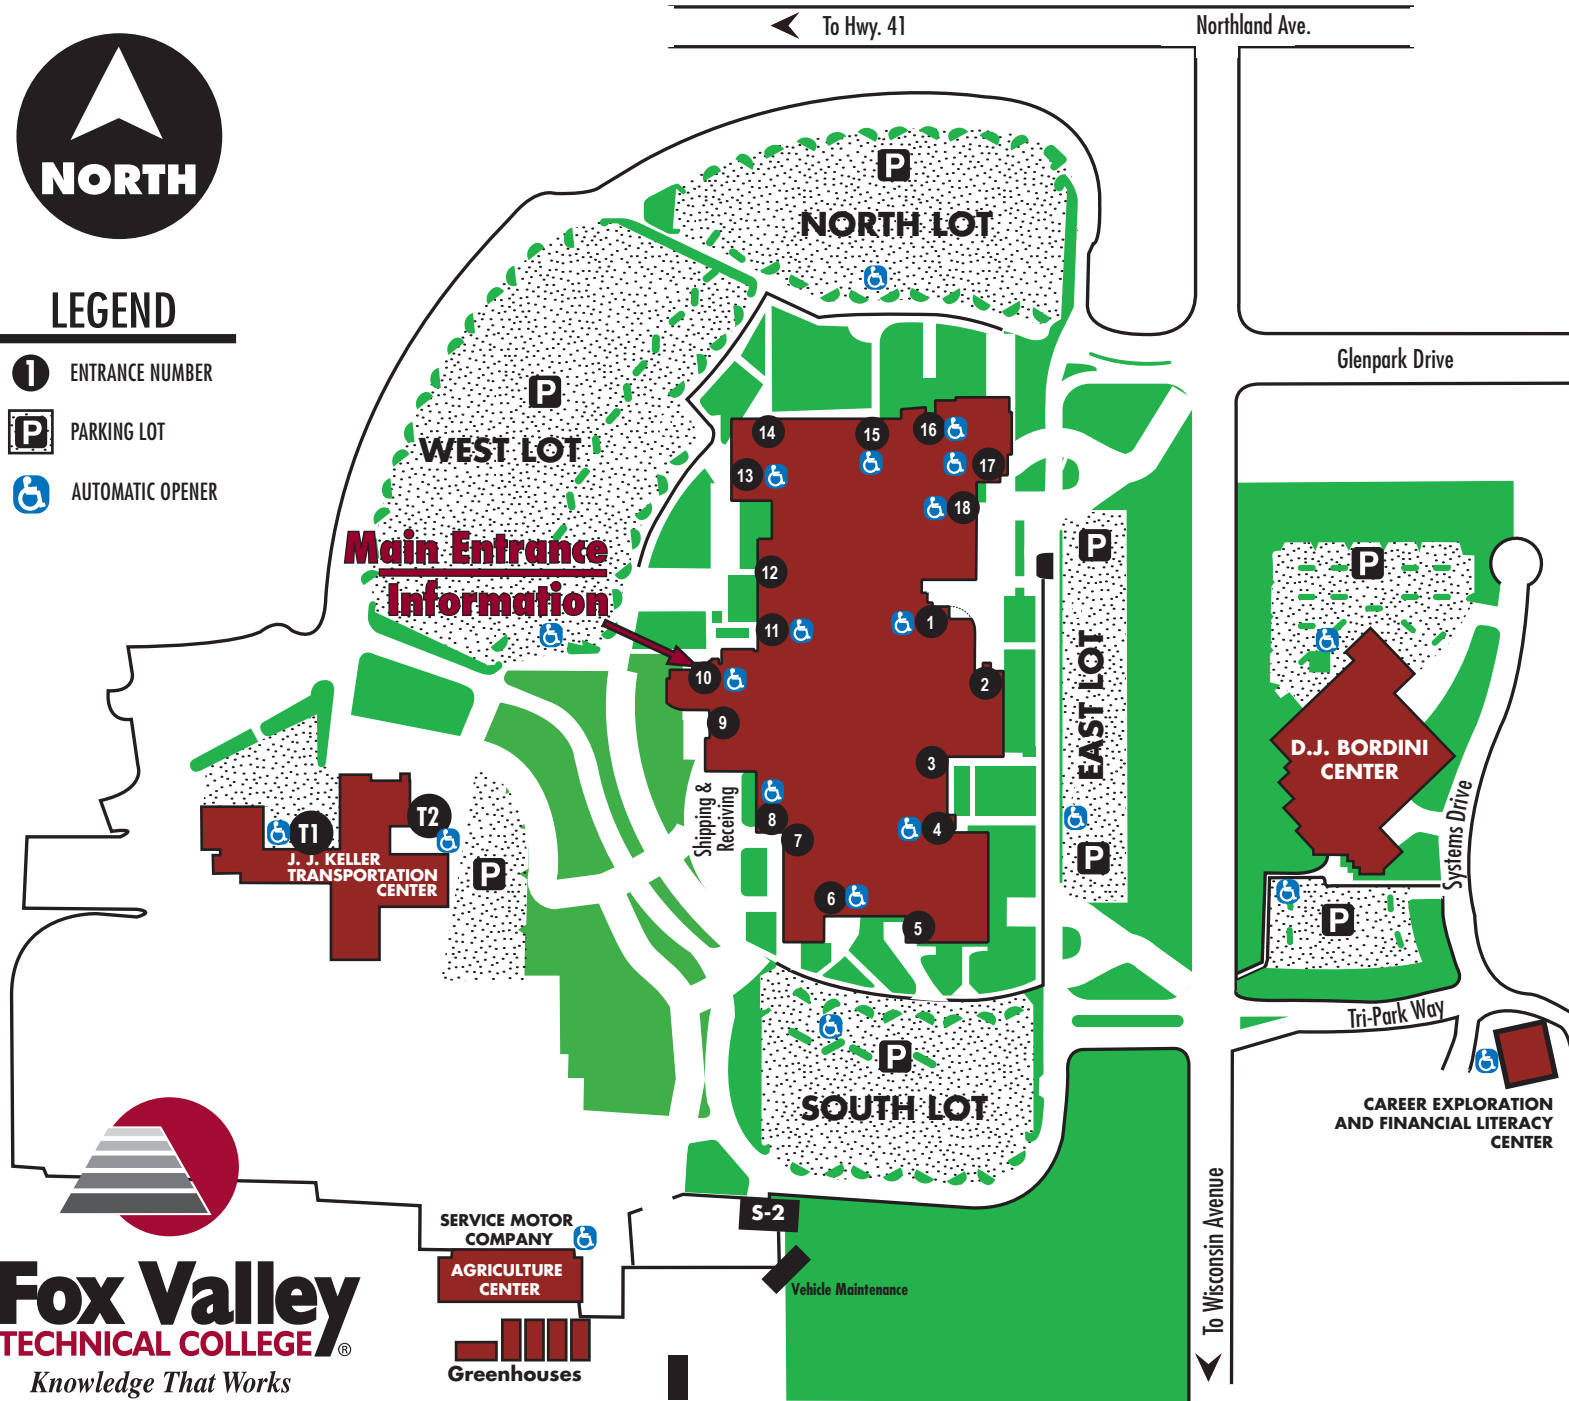 To Hwy. 41
Northland Ave.
NORTH
P
NORTH LOT
LEGEND
1 ENTRANCE NUMBER
P PARKING LOT
AUTOMATIC OPENER
Glenpark Drive
P
WEST LOT
14
15
16
13
17
18
Main Entrance
Information
P
P
12
11
1
10
2
9
EAST LOT
D.J. BORDINI
CENTER
3
Shipping &
Receiving
8
7
4
T1
T2
J. J. KELLER
TRANSPORTATION
CENTER
P
P
Systems Drive
6
5
P
Tri-Park Way
P
SOUTH LOT
CAREER EXPLORATION
AND FINANCIAL LITERACY
CENTER
To Wisconsin Avenue
S-2
SERVICE MOTOR
COMPANY
AGRICULTURE
CENTER
Vehicle Maintenance
Greenhouses
Fox Valley
TECHNICAL COLLEGE®
Knowledge That Works